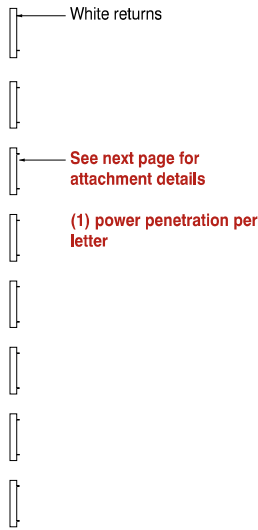 White returns
See next page for
attachment details
(1) power penetration per
letter